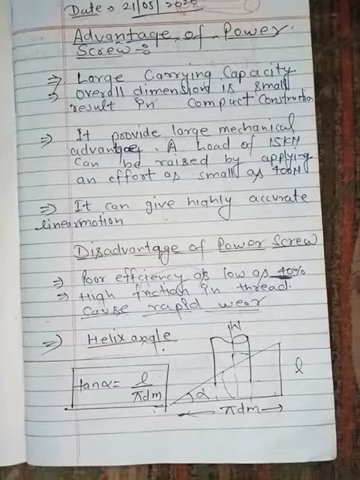 Date :- 21/05/2020
Advantage of Power
Screw :-
⇒ Large Carrying Capacity
⇒ overall dimension is small
result in compact construction
⇒ It provide large mechanical
advantage. A Load of 15KN
can be raised by applying
an effort as small as 400N
⇒ It can give highly accurate
linear motion
Disadvantage of Power Screw
⇒ Poor efficiency as low as 40%
⇒ High friction in thread
cause rapid wear
⇒ Helix angle
W
tanα = l/πdm
α
l
← πdm →